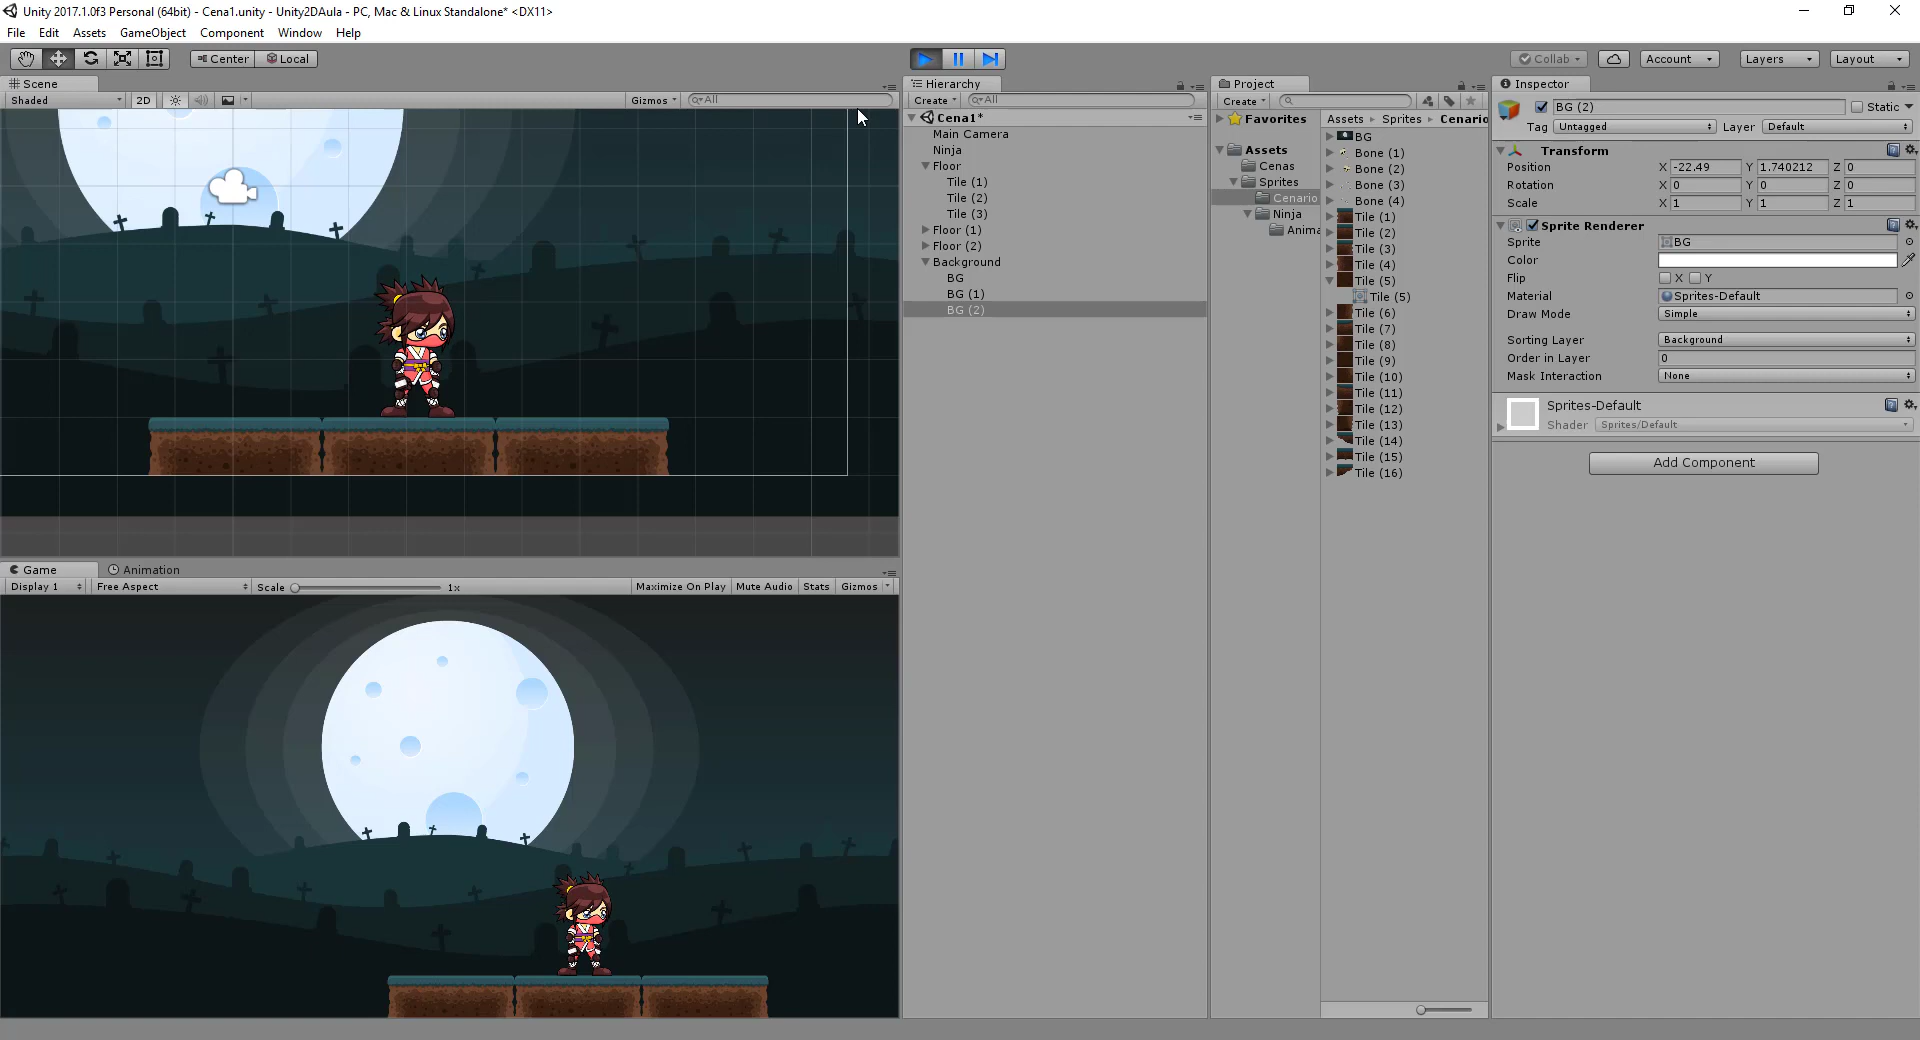 Unity 2017.1.0f3 Personal (64bit) - Cena1.unity - Unity2DAula - PC, Mac & Linux Standalone* <DX11>
File Edit Assets GameObject Component Window Help
Center Local Collab Account Layers Layout
Scene
Shaded 2D Gizmos All
Hierarchy
Create All
Cena1*
Main Camera
Ninja
Floor
Tile (1)
Tile (2)
Tile (3)
Floor (1)
Floor (2)
Background
BG
BG (1)
BG (2)
Project
Create
Favorites
Assets
Cenas
Sprites
Cenario
Ninja
Anima
Assets Sprites Cenario
BG
Bone (1)
Bone (2)
Bone (3)
Bone (4)
Tile (1)
Tile (2)
Tile (3)
Tile (4)
Tile (5)
Tile (5)
Tile (6)
Tile (7)
Tile (8)
Tile (9)
Tile (10)
Tile (11)
Tile (12)
Tile (13)
Tile (14)
Tile (15)
Tile (16)
Inspector
BG (2) Static
Tag Untagged Layer Default
Transform
Position X -22.49 Y 1.740212 Z 0
Rotation X 0 Y 0 Z 0
Scale X 1 Y 1 Z 1
Sprite Renderer
Sprite BG
Color
Flip X Y
Material Sprites-Default
Draw Mode Simple
Sorting Layer Background
Order in Layer 0
Mask Interaction None
Sprites-Default
Shader Sprites/Default
Add Component
Game Animation
Display 1 Free Aspect Scale 1x Maximize On Play Mute Audio Stats Gizmos